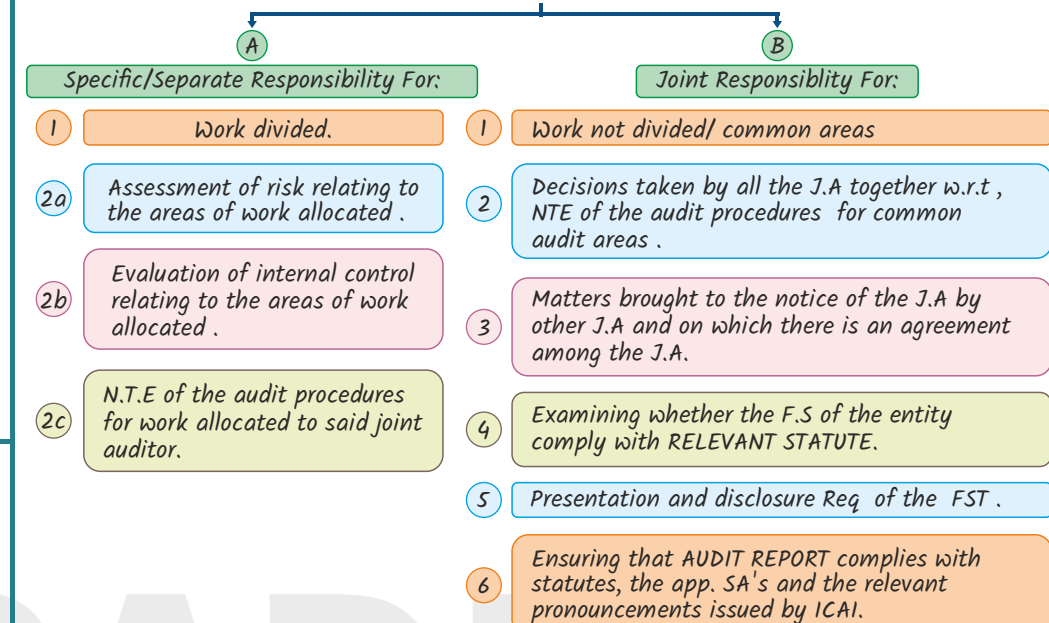 A
Specific/Separate Responsibility For:
1
Work divided.
2a
Assessment of risk relating to
the areas of work allocated .
2b
Evaluation of internal control
relating to the areas of work
allocated .
2c
N.T.E of the audit procedures
for work allocated to said joint
auditor.
B
Joint Responsiblity For:
1
Work not divided/ common areas
2
Decisions taken by all the J.A together w.r.t ,
NTE of the audit procedures for common
audit areas .
3
Matters brought to the notice of the J.A by
other J.A and on which there is an agreement
among the J.A.
4
Examining whether the F.S of the entity
comply with RELEVANT STATUTE.
5
Presentation and disclosure Req of the FST .
6
Ensuring that AUDIT REPORT complies with
statutes, the app. SA's and the relevant
pronouncements issued by ICAI.